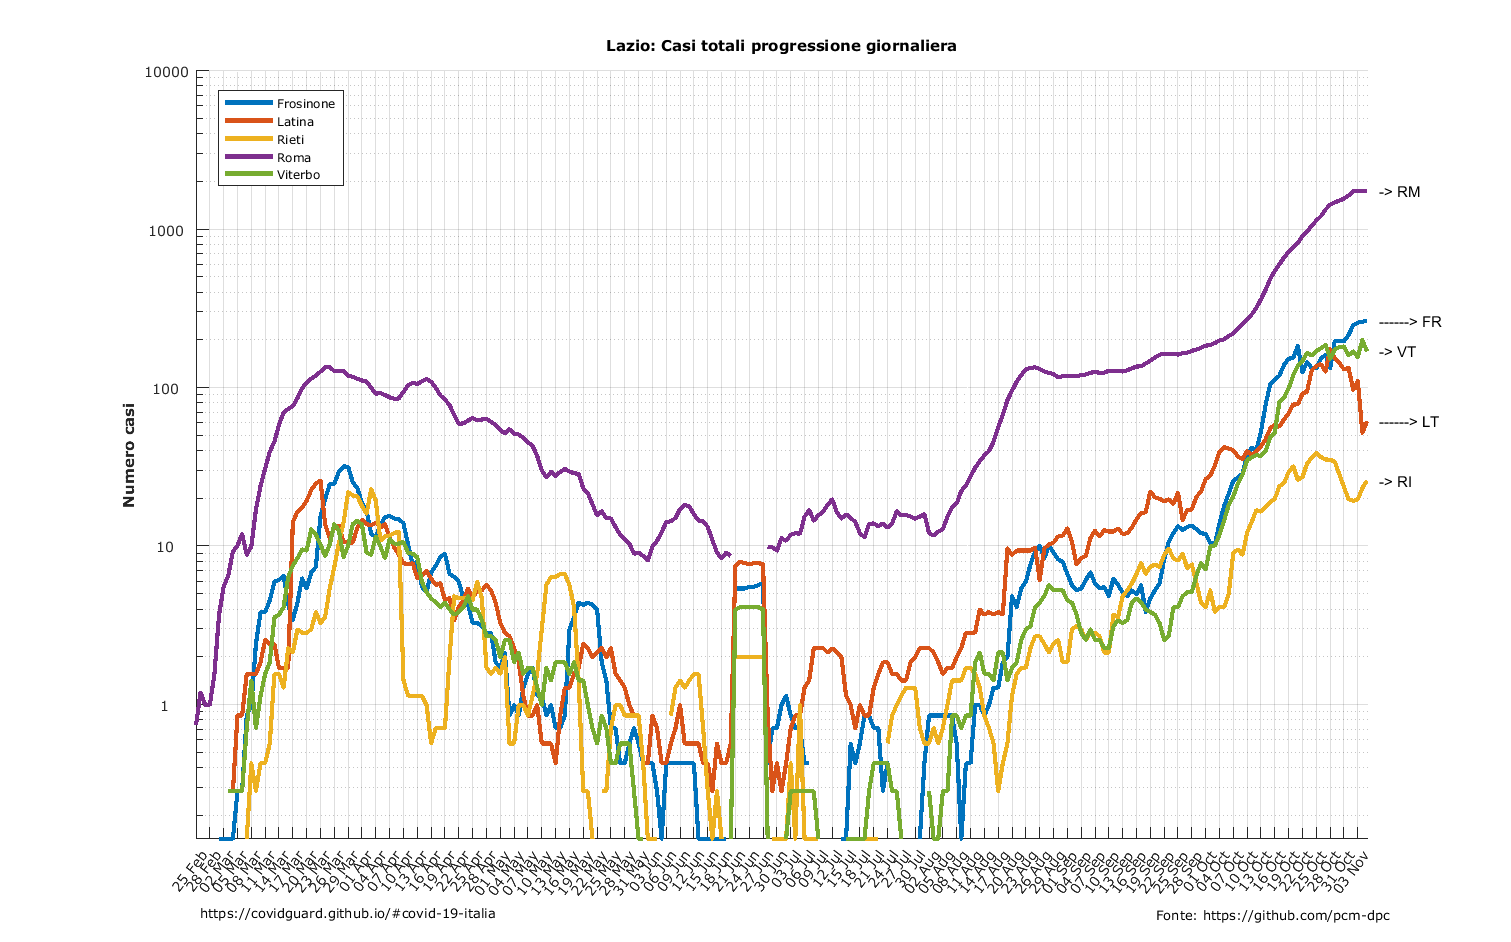 Lazio: Casi totali progressione giornaliera
10000
1000
100
10
1
Numero casi
Frosinone
Latina
Rieti
Roma
Viterbo
-> RM
------> FR
-> VT
------> LT
-> RI
25 Feb
28 Feb
02 Mar
05 Mar
08 Mar
11 Mar
14 Mar
17 Mar
20 Mar
23 Mar
26 Mar
29 Mar
01 Apr
04 Apr
07 Apr
10 Apr
13 Apr
16 Apr
19 Apr
22 Apr
25 Apr
28 Apr
01 May
04 May
07 May
10 May
13 May
16 May
19 May
22 May
25 May
28 May
31 May
03 Jun
06 Jun
09 Jun
12 Jun
15 Jun
18 Jun
21 Jun
24 Jun
27 Jun
30 Jun
03 Jul
06 Jul
09 Jul
12 Jul
15 Jul
18 Jul
21 Jul
24 Jul
27 Jul
30 Jul
02 Aug
05 Aug
08 Aug
11 Aug
14 Aug
17 Aug
20 Aug
23 Aug
26 Aug
29 Aug
01 Sep
04 Sep
07 Sep
10 Sep
13 Sep
16 Sep
19 Sep
22 Sep
25 Sep
28 Sep
01 Oct
04 Oct
07 Oct
10 Oct
13 Oct
16 Oct
19 Oct
22 Oct
25 Oct
28 Oct
31 Oct
03 Nov
https://covidguard.github.io/#covid-19-italia
Fonte: https://github.com/pcm-dpc